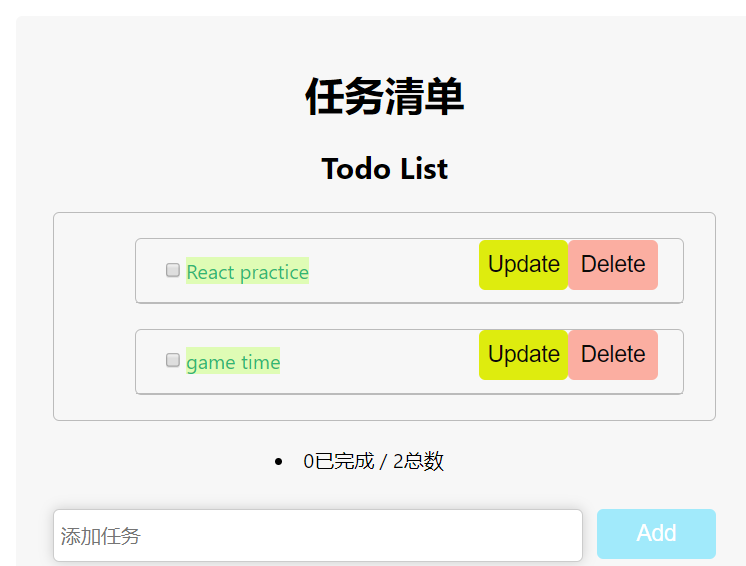 任务清单
Todo List
React practice Update Delete
game time Update Delete
0已完成 / 2总数
添加任务 Add